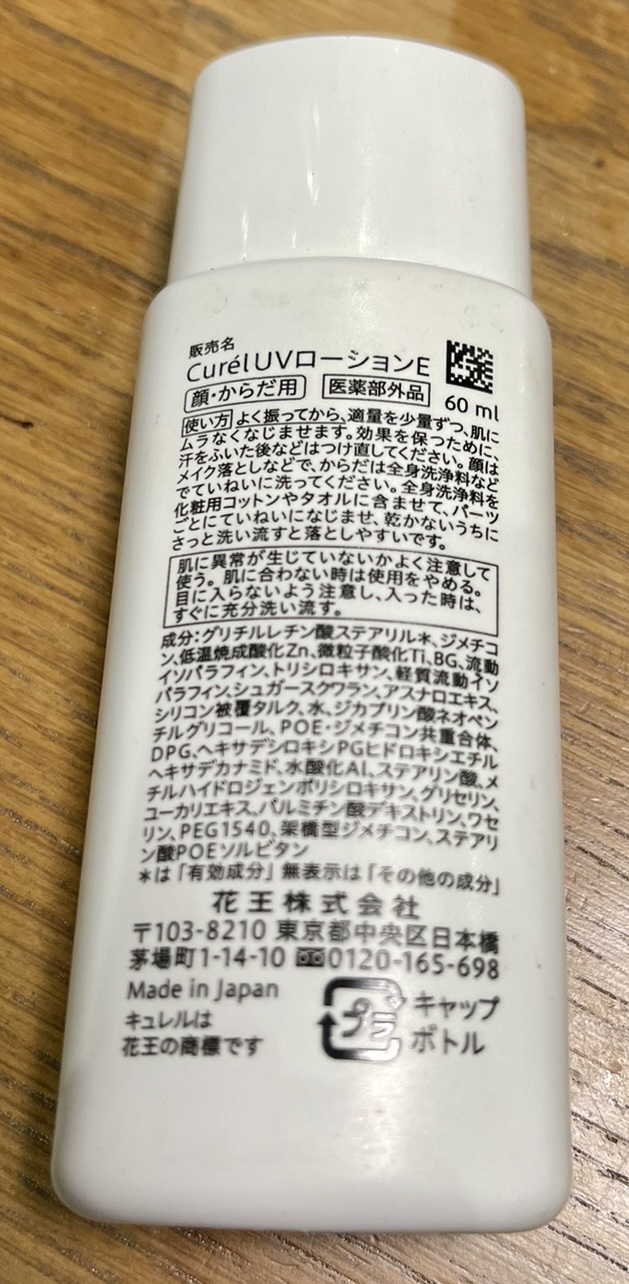 販売名
CurélUVローションE
顔・からだ用 医薬部外品 60 ml
使い方 よく振ってから、適量を少量ずつ、肌に
ムラなくなじませます。効果を保つために、
汗をふいた後などはつけ直してください。顔は
メイク落としなどで、からだは全身洗浄料など
でていねいに洗ってください。全身洗浄料を
化粧用コットンやタオルに含ませて、パーツ
ごとにていねいになじませ、乾かないうちに
さっと洗い流すと落としやすいです。
肌に異常が生じていないかよく注意して
使う。肌に合わない時は使用をやめる。
目に入らないよう注意し、入った時は、
すぐに充分洗い流す。
成分:グリチルレチン酸ステアリル*、ジメチコ
ン、低温焼成酸化Zn、微粒子酸化Ti、BG、流動
イソパラフィン、トリシロキサン、軽質流動イソ
パラフィン、シュガースクワラン、アスナロエキス、
シリコン被覆タルク、水、ジカプリン酸ネオペン
チルグリコール、POE・ジメチコン共重合体、
DPG、ヘキサデシロキシPGヒドロキシエチル
ヘキサデカナミド、水酸化Al、ステアリン酸、メ
チルハイドロジェンポリシロキサン、グリセリン、
ユーカリエキス、パルミチン酸デキストリン、ワセ
リン、PEG1540、架橋型ジメチコン、ステアリ
ン酸POEソルビタン
*は「有効成分」無表示は「その他の成分」
花王株式会社
〒103-8210 東京都中央区日本橋
茅場町1-14-10 0120-165-698
Made in Japan
キュレルは
花王の商標です
プラ
キャップ
ボトル